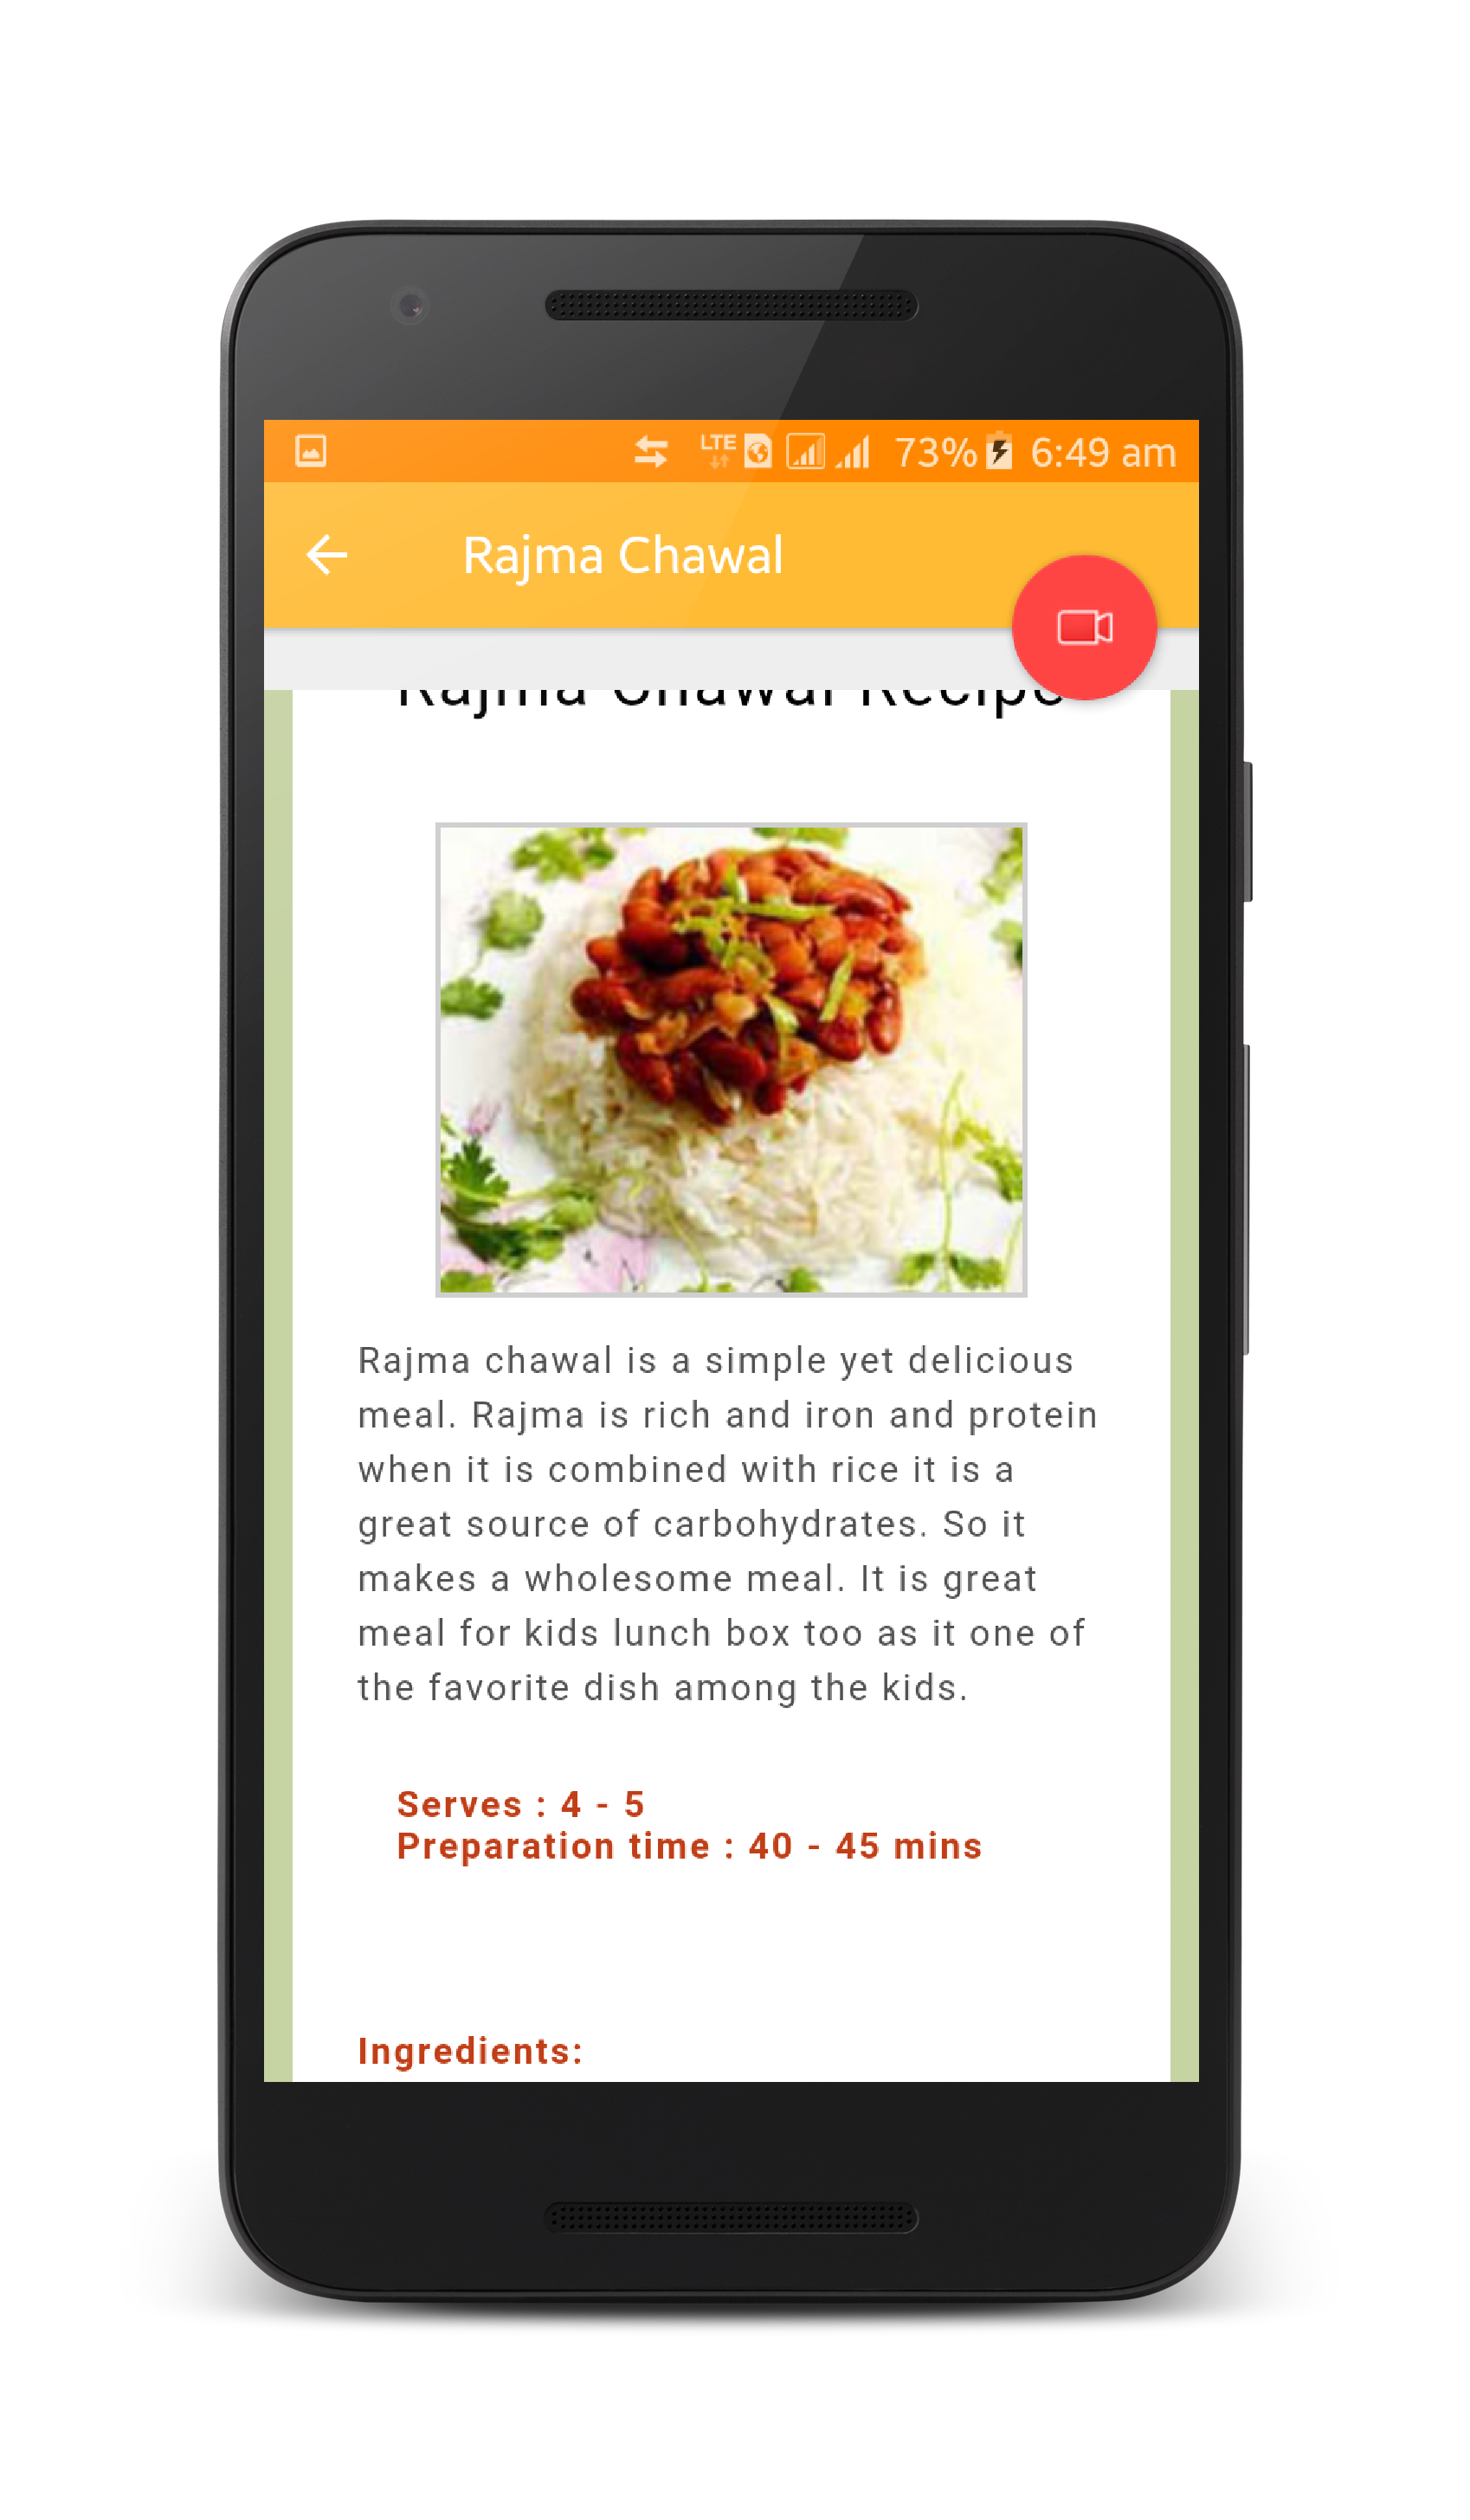 LTE 73% 6:49 am
Rajma Chawal
Rajma Chawal Recipe
Rajma chawal is a simple yet delicious
meal. Rajma is rich and iron and protein
when it is combined with rice it is a
great source of carbohydrates. So it
makes a wholesome meal. It is great
meal for kids lunch box too as it one of
the favorite dish among the kids.
Serves : 4 - 5
Preparation time : 40 - 45 mins
Ingredients: